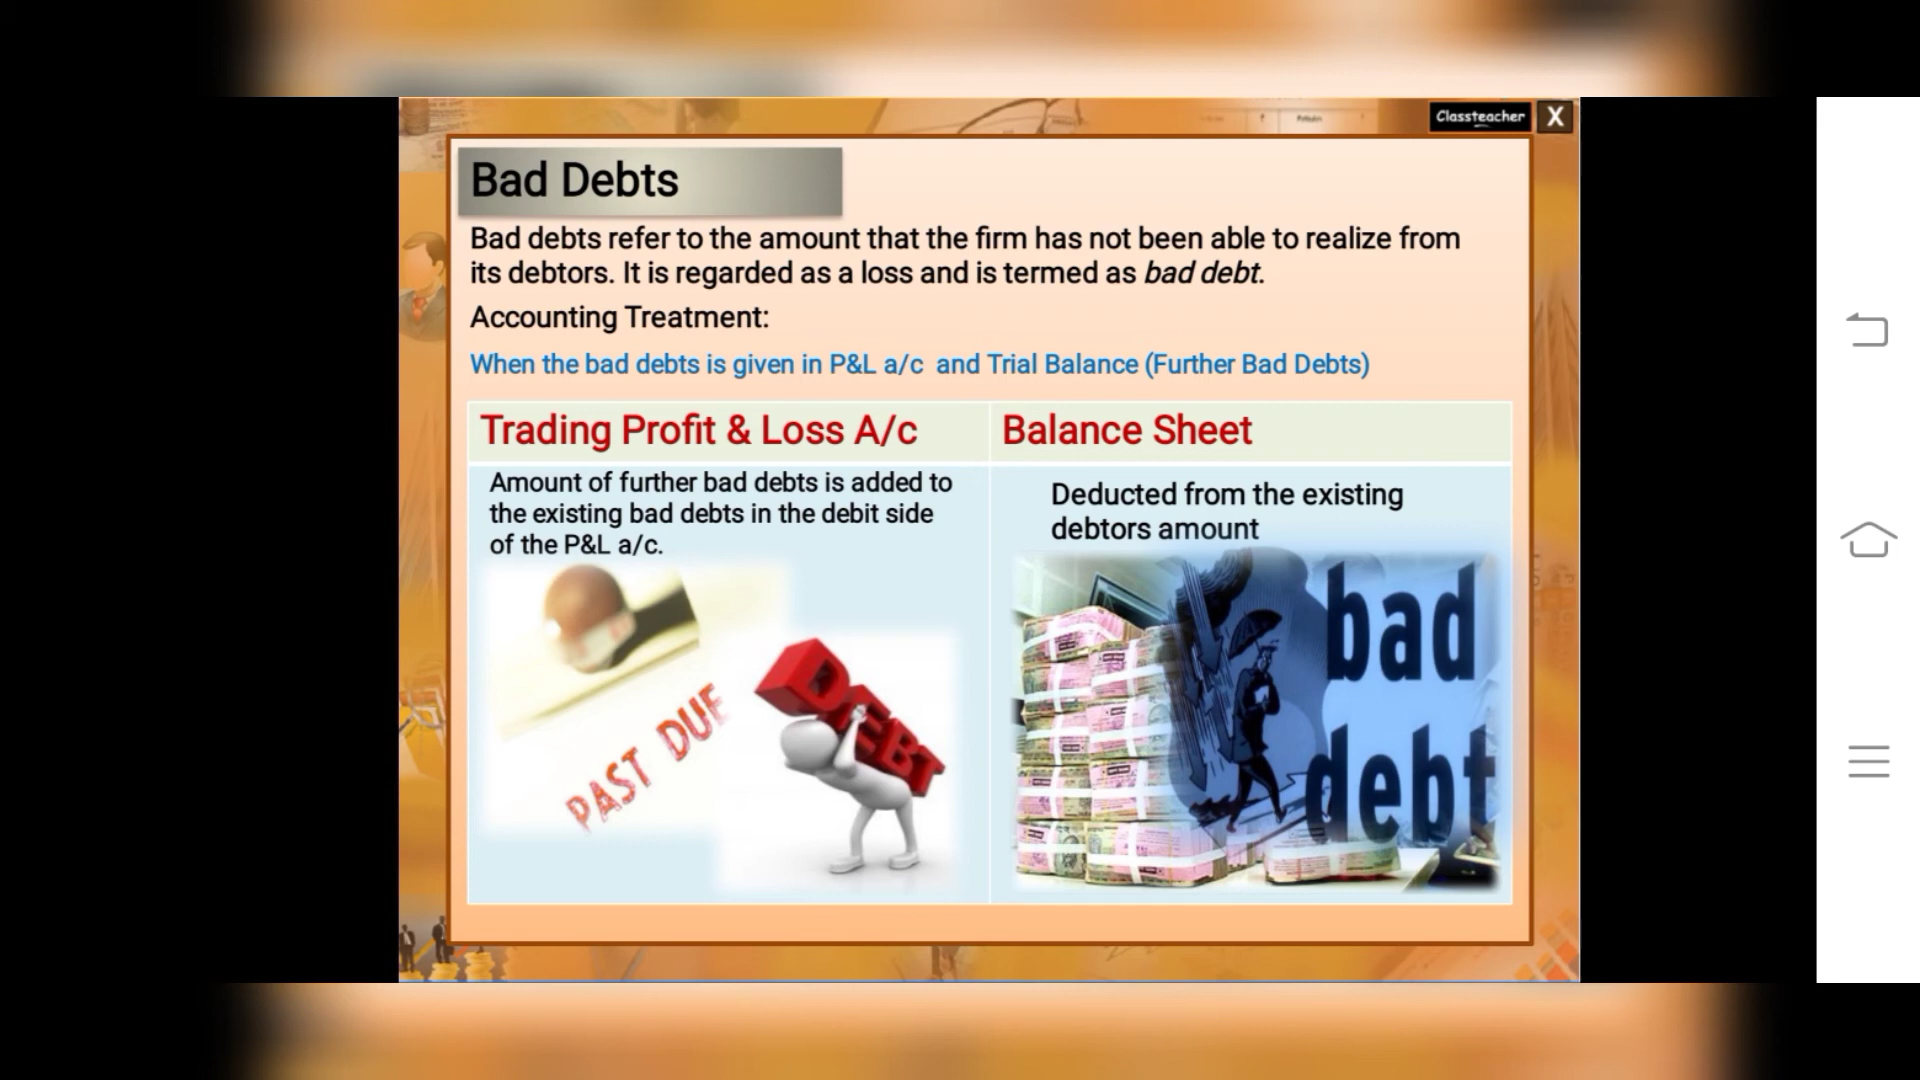 Classteacher X
Bad Debts
Bad debts refer to the amount that the firm has not been able to realize from
its debtors. It is regarded as a loss and is termed as bad debt.
Accounting Treatment:
When the bad debts is given in P&L a/c and Trial Balance (Further Bad Debts)
Trading Profit & Loss A/c
Balance Sheet
Amount of further bad debts is added to
the existing bad debts in the debit side
of the P&L a/c.
Deducted from the existing
debtors amount
PAST DUE
DEBT
bad
debt